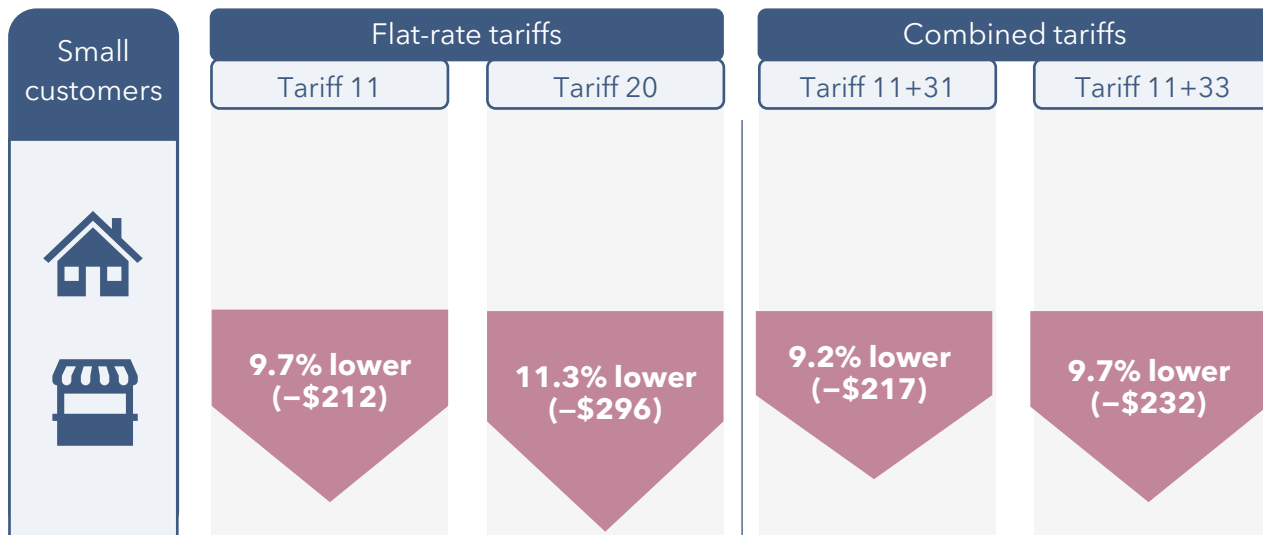 Small
customers
Flat-rate tariffs
Combined tariffs
Tariff 11
Tariff 20
Tariff 11+31
Tariff 11+33
9.7% lower
(−$212)
11.3% lower
(−$296)
9.2% lower
(−$217)
9.7% lower
(−$232)